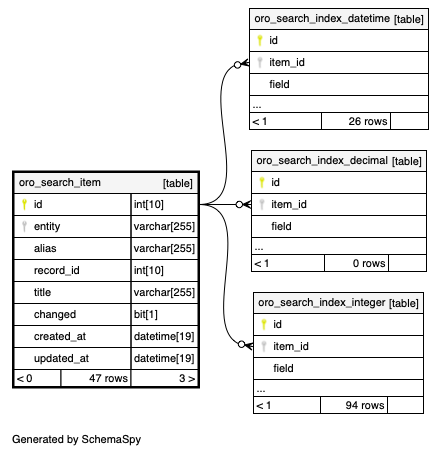 oro_search_index_datetime [table]
id
item_id
field
...
< 1 26 rows
oro_search_index_decimal [table]
id
item_id
field
...
< 1 0 rows
oro_search_item [table]
id int[10]
entity varchar[255]
alias varchar[255]
record_id int[10]
title varchar[255]
changed bit[1]
created_at datetime[19]
updated_at datetime[19]
< 0 47 rows 3 >
oro_search_index_integer [table]
id
item_id
field
...
< 1 94 rows
Generated by SchemaSpy